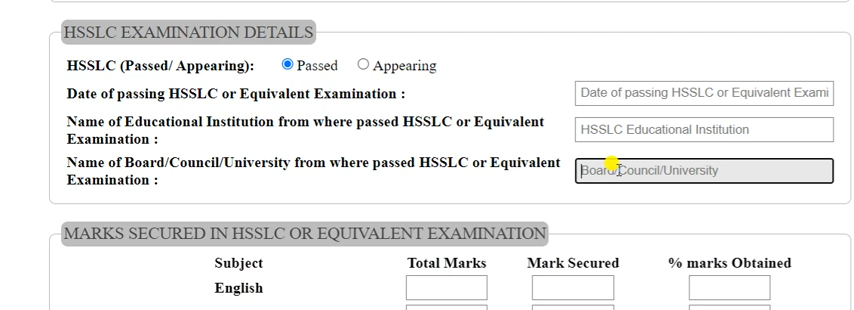 HSSLC EXAMINATION DETAILS
HSSLC (Passed/ Appearing): Passed Appearing
Date of passing HSSLC or Equivalent Examination : Date of passing HSSLC or Equivalent Exami
Name of Educational Institution from where passed HSSLC or Equivalent
Examination : HSSLC Educational Institution
Name of Board/Council/University from where passed HSSLC or Equivalent
Examination : Board/Council/University
MARKS SECURED IN HSSLC OR EQUIVALENT EXAMINATION
Subject Total Marks Mark Secured % marks Obtained
English